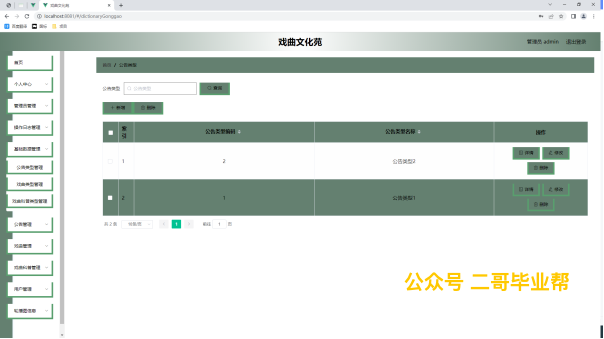 戏曲文化苑
localhost:8081/#/dictionaryGonggao
百度翻译
戏曲文化苑
管理员 admin
退出登录
首页
个人中心
管理员管理
操作日志管理
基础数据管理
公告类型管理
戏曲类型管理
戏曲科普类型管理
公告管理
戏曲管理
戏曲科普管理
用户管理
轮播图信息
首页 / 公告类型
公告类型 公告类型 查询
新增 删除
索引 公告类型编码 公告类型名称 操作
1 2 公告类型2 详情 修改
删除
2 1 公告类型1 详情 修改
删除
共 2 条 10条/页 1 前往 1 页
公众号 二哥毕业帮